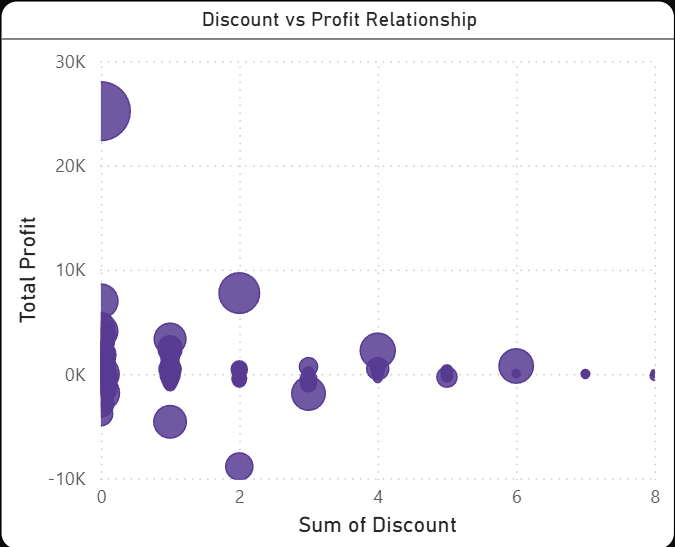 Discount vs Profit Relationship
30K
20K
10K
0K
-10K
Total Profit
0 2 4 6 8
Sum of Discount